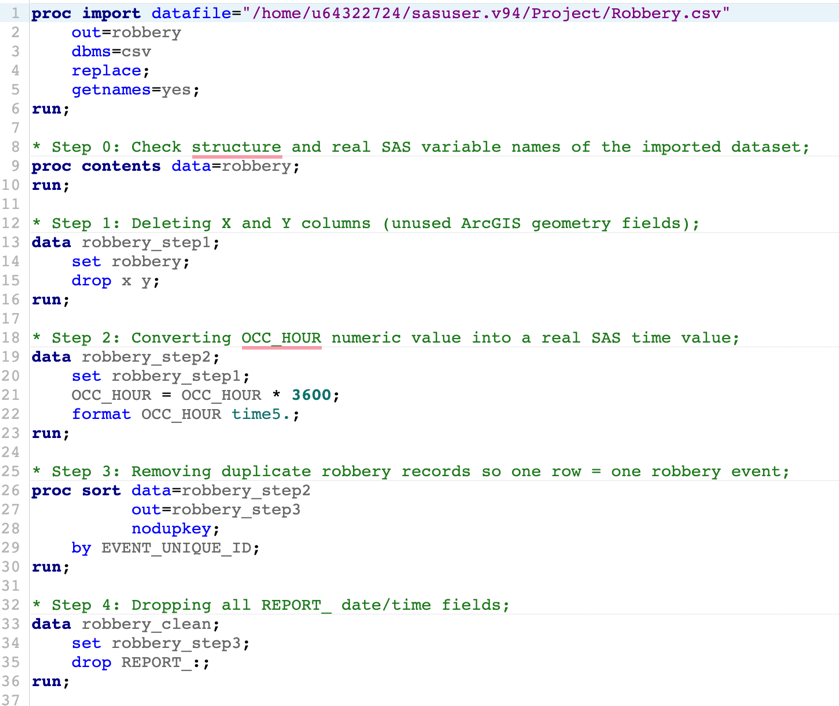 1 proc import datafile="/home/u64322724/sasuser.v94/Project/Robbery.csv"
2     out=robbery
3     dbms=csv
4     replace;
5     getnames=yes;
6 run;
7
8 * Step 0: Check structure and real SAS variable names of the imported dataset;
9 proc contents data=robbery;
10 run;
11
12 * Step 1: Deleting X and Y columns (unused ArcGIS geometry fields);
13 data robbery_step1;
14     set robbery;
15     drop x y;
16 run;
17
18 * Step 2: Converting OCC_HOUR numeric value into a real SAS time value;
19 data robbery_step2;
20     set robbery_step1;
21     OCC_HOUR = OCC_HOUR * 3600;
22     format OCC_HOUR time5.;
23 run;
24
25 * Step 3: Removing duplicate robbery records so one row = one robbery event;
26 proc sort data=robbery_step2
27           out=robbery_step3
28           nodupkey;
29     by EVENT_UNIQUE_ID;
30 run;
31
32 * Step 4: Dropping all REPORT_ date/time fields;
33 data robbery_clean;
34     set robbery_step3;
35     drop REPORT_:;
36 run;
37